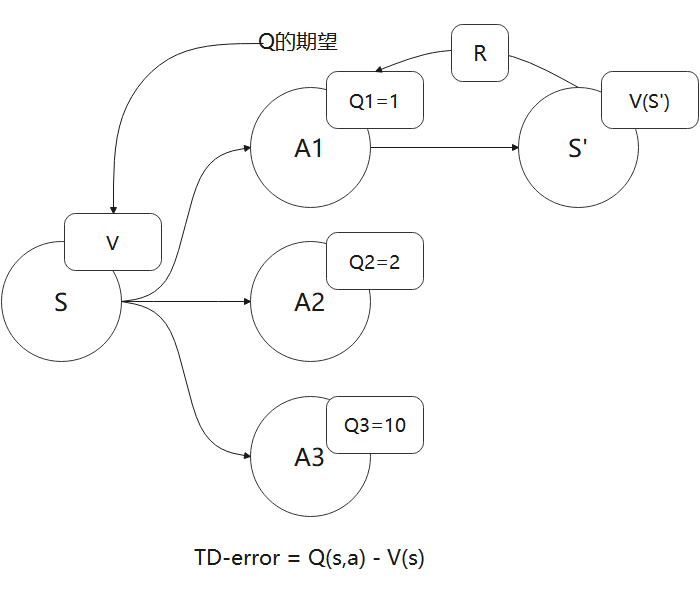 Q的期望
R
Q1=1
V(S')
A1
S'
V
Q2=2
S
A2
Q3=10
A3
TD-error = Q(s,a) - V(s)